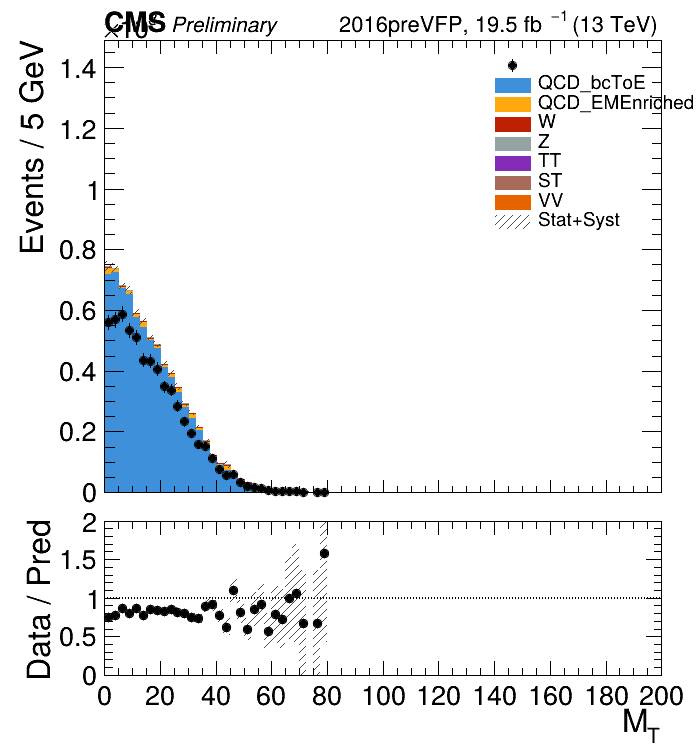 CMS Preliminary 2016preVFP, 19.5 fb⁻¹ (13 TeV)
Events / 5 GeV
1.4
1.2
1
0.8
0.6
0.4
0.2
0
QCD_bcToE
QCD_EMEnriched
W
Z
TT
ST
VV
Stat+Syst
Data / Pred
2
1.5
1
0.5
0
0 20 40 60 80 100 120 140 160 180 200
M_T